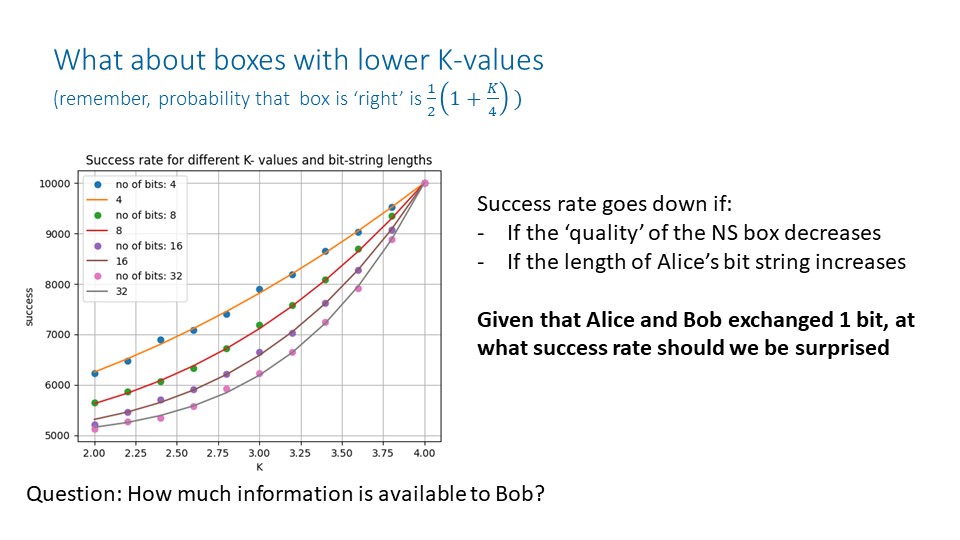 What about boxes with lower K-values
(remember, probability that box is ‘right’ is 1/2 (1 + K/4) )
Success rate for different K- values and bit-string lengths
10000
9000
8000
7000
6000
5000
success
no of bits: 4
4
no of bits: 8
8
no of bits: 16
16
no of bits: 32
32
2.00 2.25 2.50 2.75 3.00 3.25 3.50 3.75 4.00
K
Success rate goes down if:
- If the ‘quality’ of the NS box decreases
- If the length of Alice’s bit string increases
Given that Alice and Bob exchanged 1 bit, at
what success rate should we be surprised
Question: How much information is available to Bob?